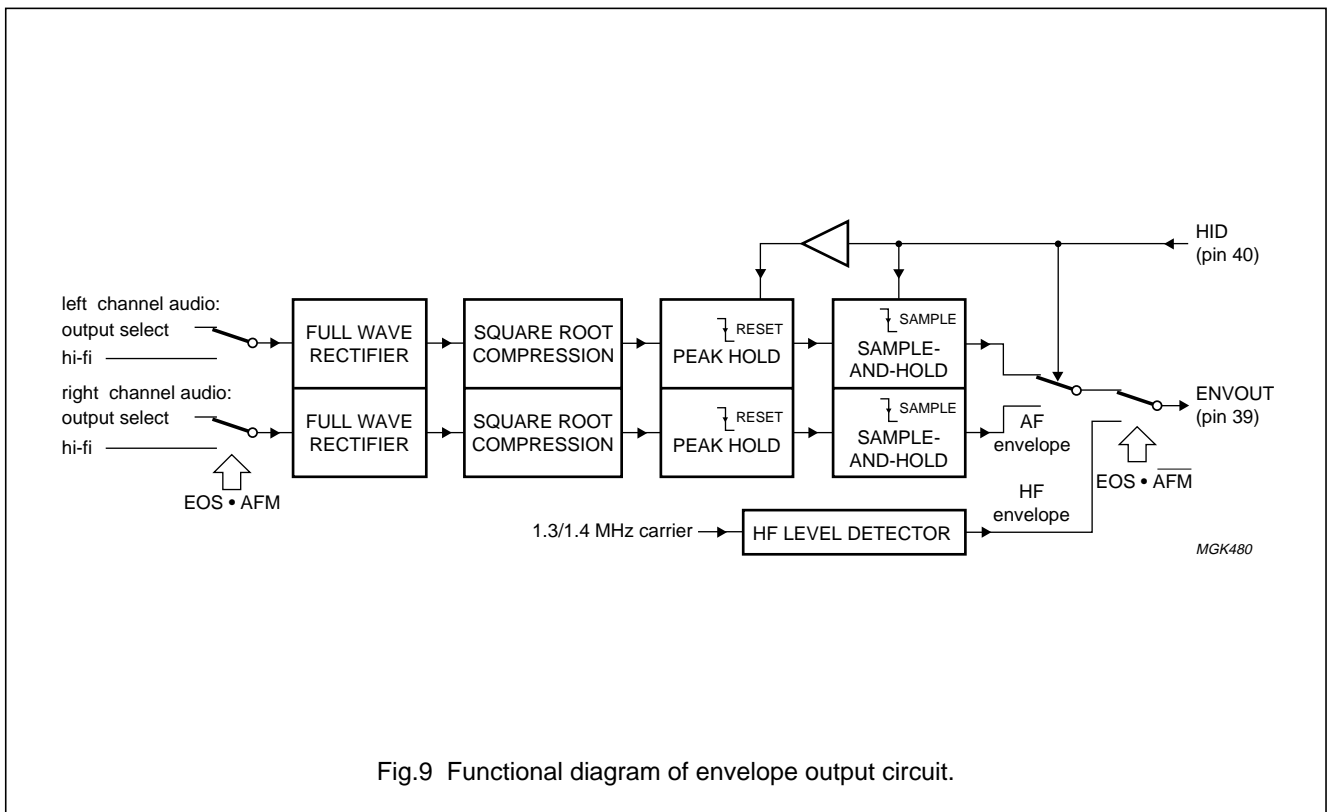 HID
(pin 40)
left channel audio:
output select
hi-fi
FULL WAVE
RECTIFIER
SQUARE ROOT
COMPRESSION
RESET
PEAK HOLD
SAMPLE
SAMPLE-
AND-HOLD
right channel audio:
output select
hi-fi
FULL WAVE
RECTIFIER
SQUARE ROOT
COMPRESSION
RESET
PEAK HOLD
SAMPLE
SAMPLE-
AND-HOLD
AF
envelope
ENVOUT
(pin 39)
EOS • AFM
EOS • A̅F̅M̅
HF
envelope
1.3/1.4 MHz carrier
HF LEVEL DETECTOR
MGK480
Fig.9 Functional diagram of envelope output circuit.